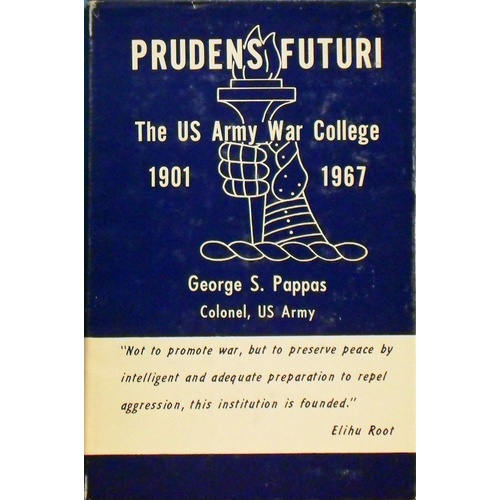 PRUDENS FUTURI
The US Army War College
1901 1967
George S. Pappas
Colonel, US Army
"Not to promote war, but to preserve peace by
intelligent and adequate preparation to repel
aggression, this institution is founded."
Elihu Root